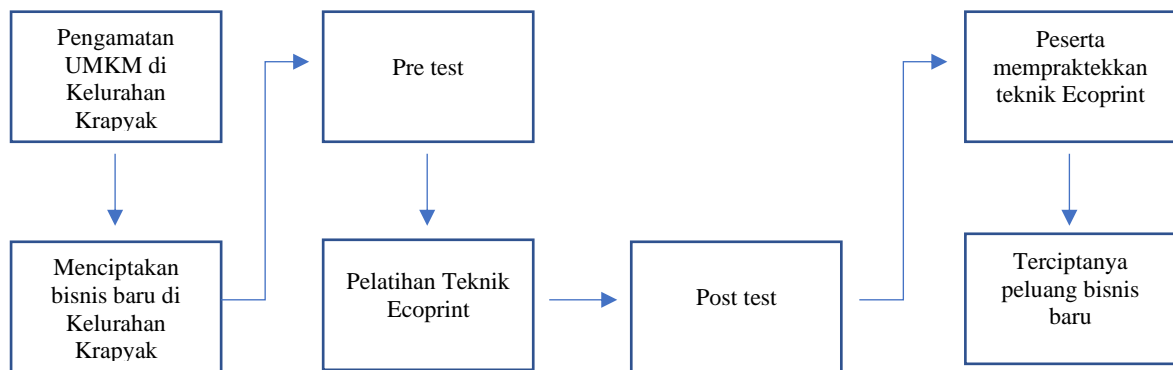 Pengamatan
UMKM di
Kelurahan
Krapyak
Menciptakan
bisnis baru di
Kelurahan
Krapyak
Pre test
Pelatihan Teknik
Ecoprint
Post test
Peserta
mempraktekkan
teknik Ecoprint
Terciptanya
peluang bisnis
baru